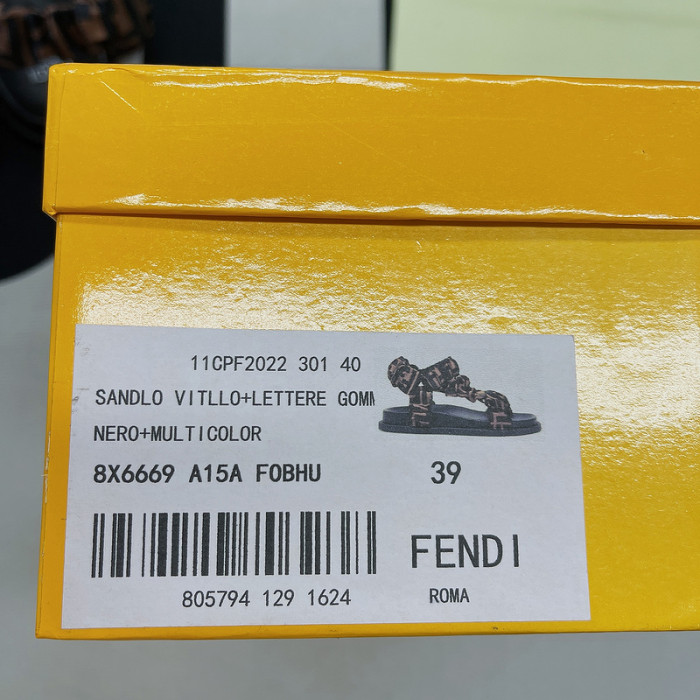 11CPF2022 301 40
SANDLO VITLLO+LETTERE GOMM
NERO+MULTICOLOR
8X6669 A15A F0BHU
39
805794 129 1624
FENDI
ROMA